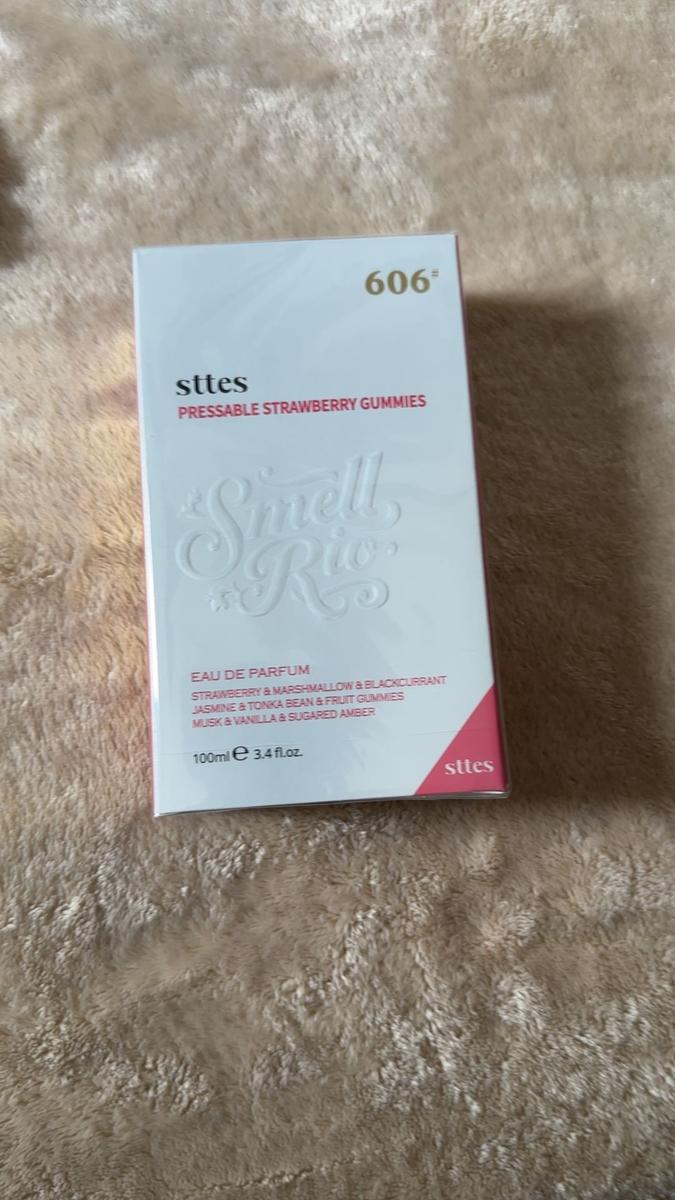 606#
sttes
PRESSABLE STRAWBERRY GUMMIES
Smell
Rio
EAU DE PARFUM
STRAWBERRY & MARSHMALLOW & BLACKCURRANT
JASMINE & TONKA BEAN & FRUIT GUMMIES
MUSK & VANILLA & SUGARED AMBER
100ml ℮ 3.4 fl.oz.
sttes